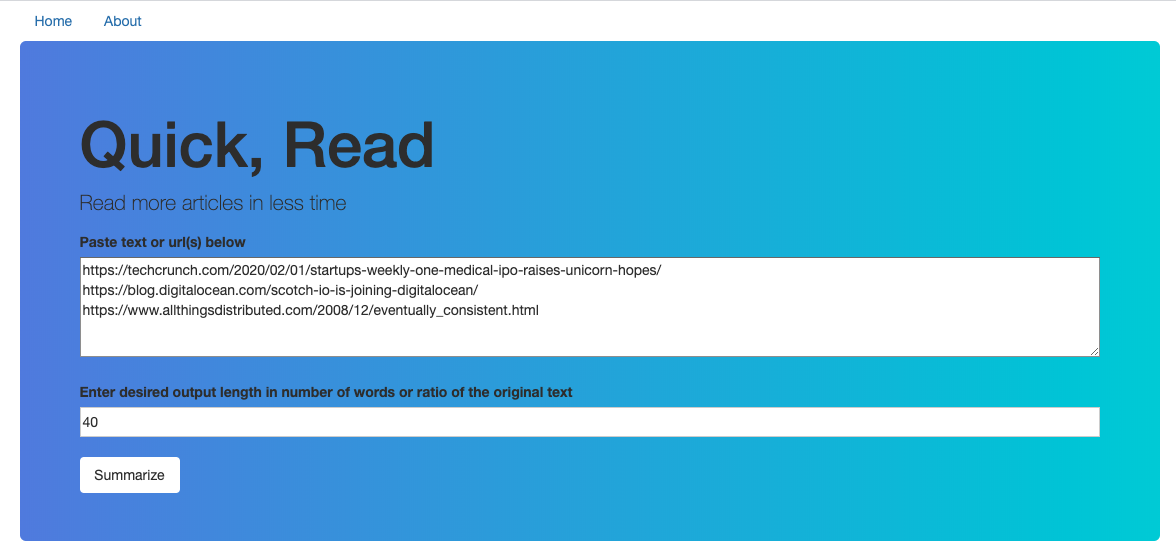 Home About
Quick, Read
Read more articles in less time
Paste text or url(s) below
https://techcrunch.com/2020/02/01/startups-weekly-one-medical-ipo-raises-unicorn-hopes/
https://blog.digitalocean.com/scotch-io-is-joining-digitalocean/
https://www.allthingsdistributed.com/2008/12/eventually_consistent.html
Enter desired output length in number of words or ratio of the original text
40
Summarize